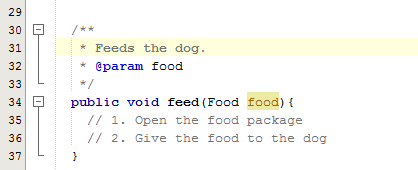 29
30 /**
31 * Feeds the dog.
32 * @param food
33 */
34 public void feed(Food food){
35 // 1. Open the food package
36 // 2. Give the food to the dog
37 }